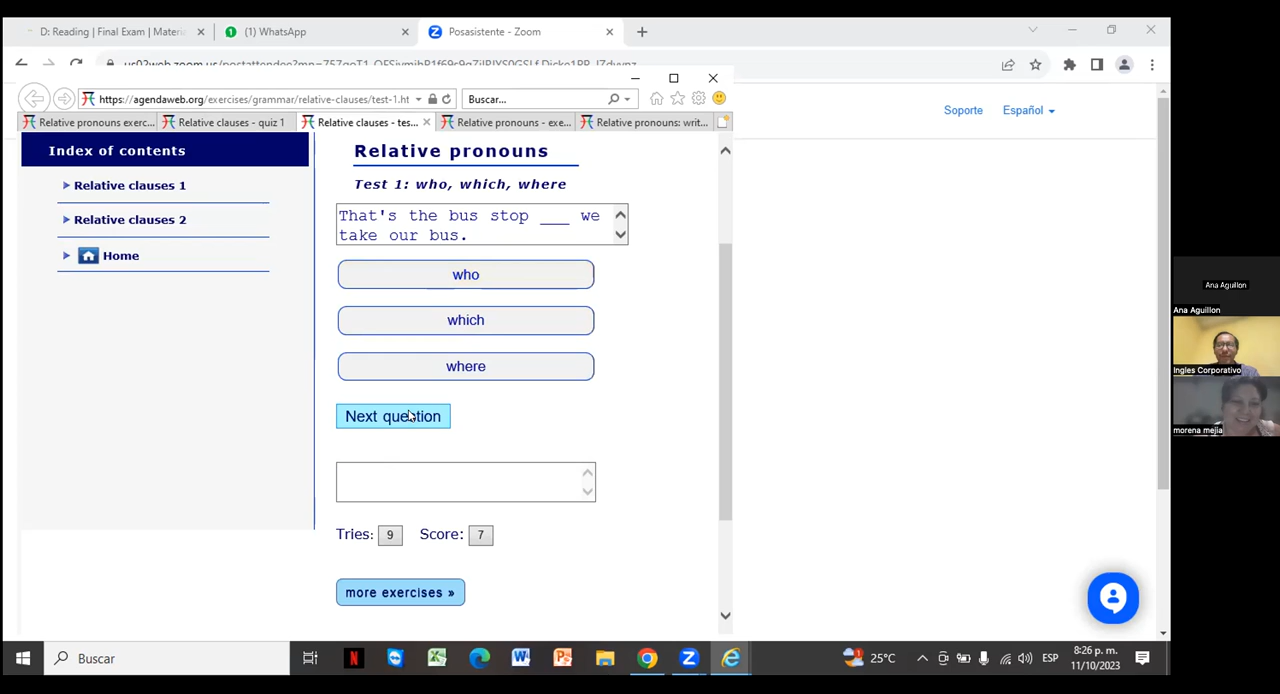 D: Reading | Final Exam | Materia
(1) WhatsApp
Posasistente - Zoom
https://agendaweb.org/exercises/grammar/relative-clauses/test-1.ht
Buscar...
Relative pronouns exerc...
Relative clauses - quiz 1
Relative clauses - tes...
Relative pronouns - exe...
Relative pronouns: writ...
Soporte
Español
Index of contents
Relative clauses 1
Relative clauses 2
Home
Relative pronouns
Test 1: who, which, where
That's the bus stop ___ we
take our bus.
who
which
where
Next question
Tries: 9 Score: 7
more exercises »
Ana Aguillon
Ana Aguillon
Ingles Corporativo
morena mejia
Buscar
25°C
ESP
8:26 p. m.
11/10/2023